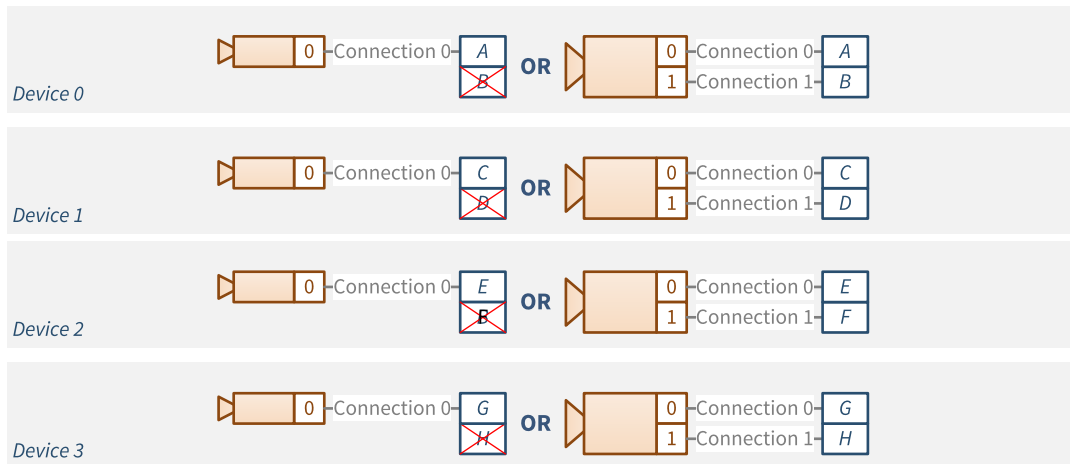 0 Connection 0 A 0 Connection 0 A
OR
B 1 Connection 1 B
Device 0
0 Connection 0 C 0 Connection 0 C
OR
D 1 Connection 1 D
Device 1
0 Connection 0 E 0 Connection 0 E
OR
1 Connection 1 F
Device 2
0 Connection 0 G 0 Connection 0 G
OR
H 1 Connection 1 H
Device 3